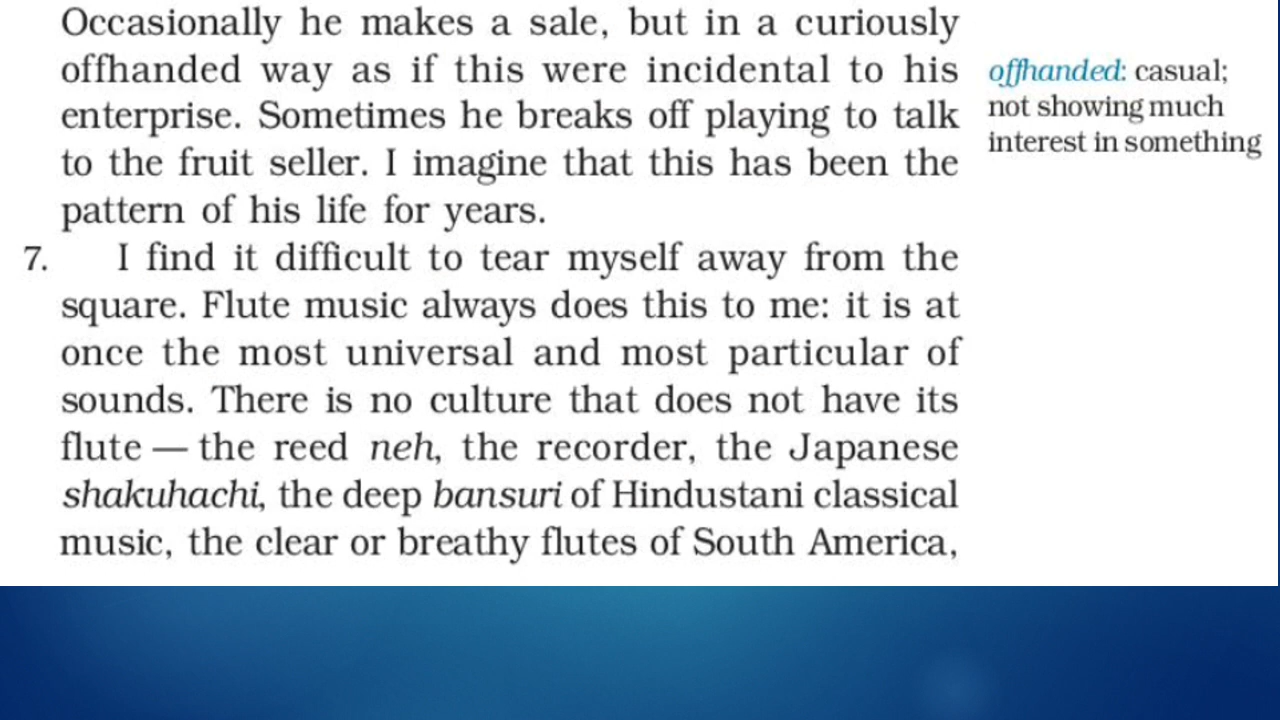 Occasionally he makes a sale, but in a curiously
offhanded way as if this were incidental to his
enterprise. Sometimes he breaks off playing to talk
to the fruit seller. I imagine that this has been the
pattern of his life for years.
7. I find it difficult to tear myself away from the
square. Flute music always does this to me: it is at
once the most universal and most particular of
sounds. There is no culture that does not have its
flute — the reed neh, the recorder, the Japanese
shakuhachi, the deep bansuri of Hindustani classical
music, the clear or breathy flutes of South America,
offhanded: casual;
not showing much
interest in something